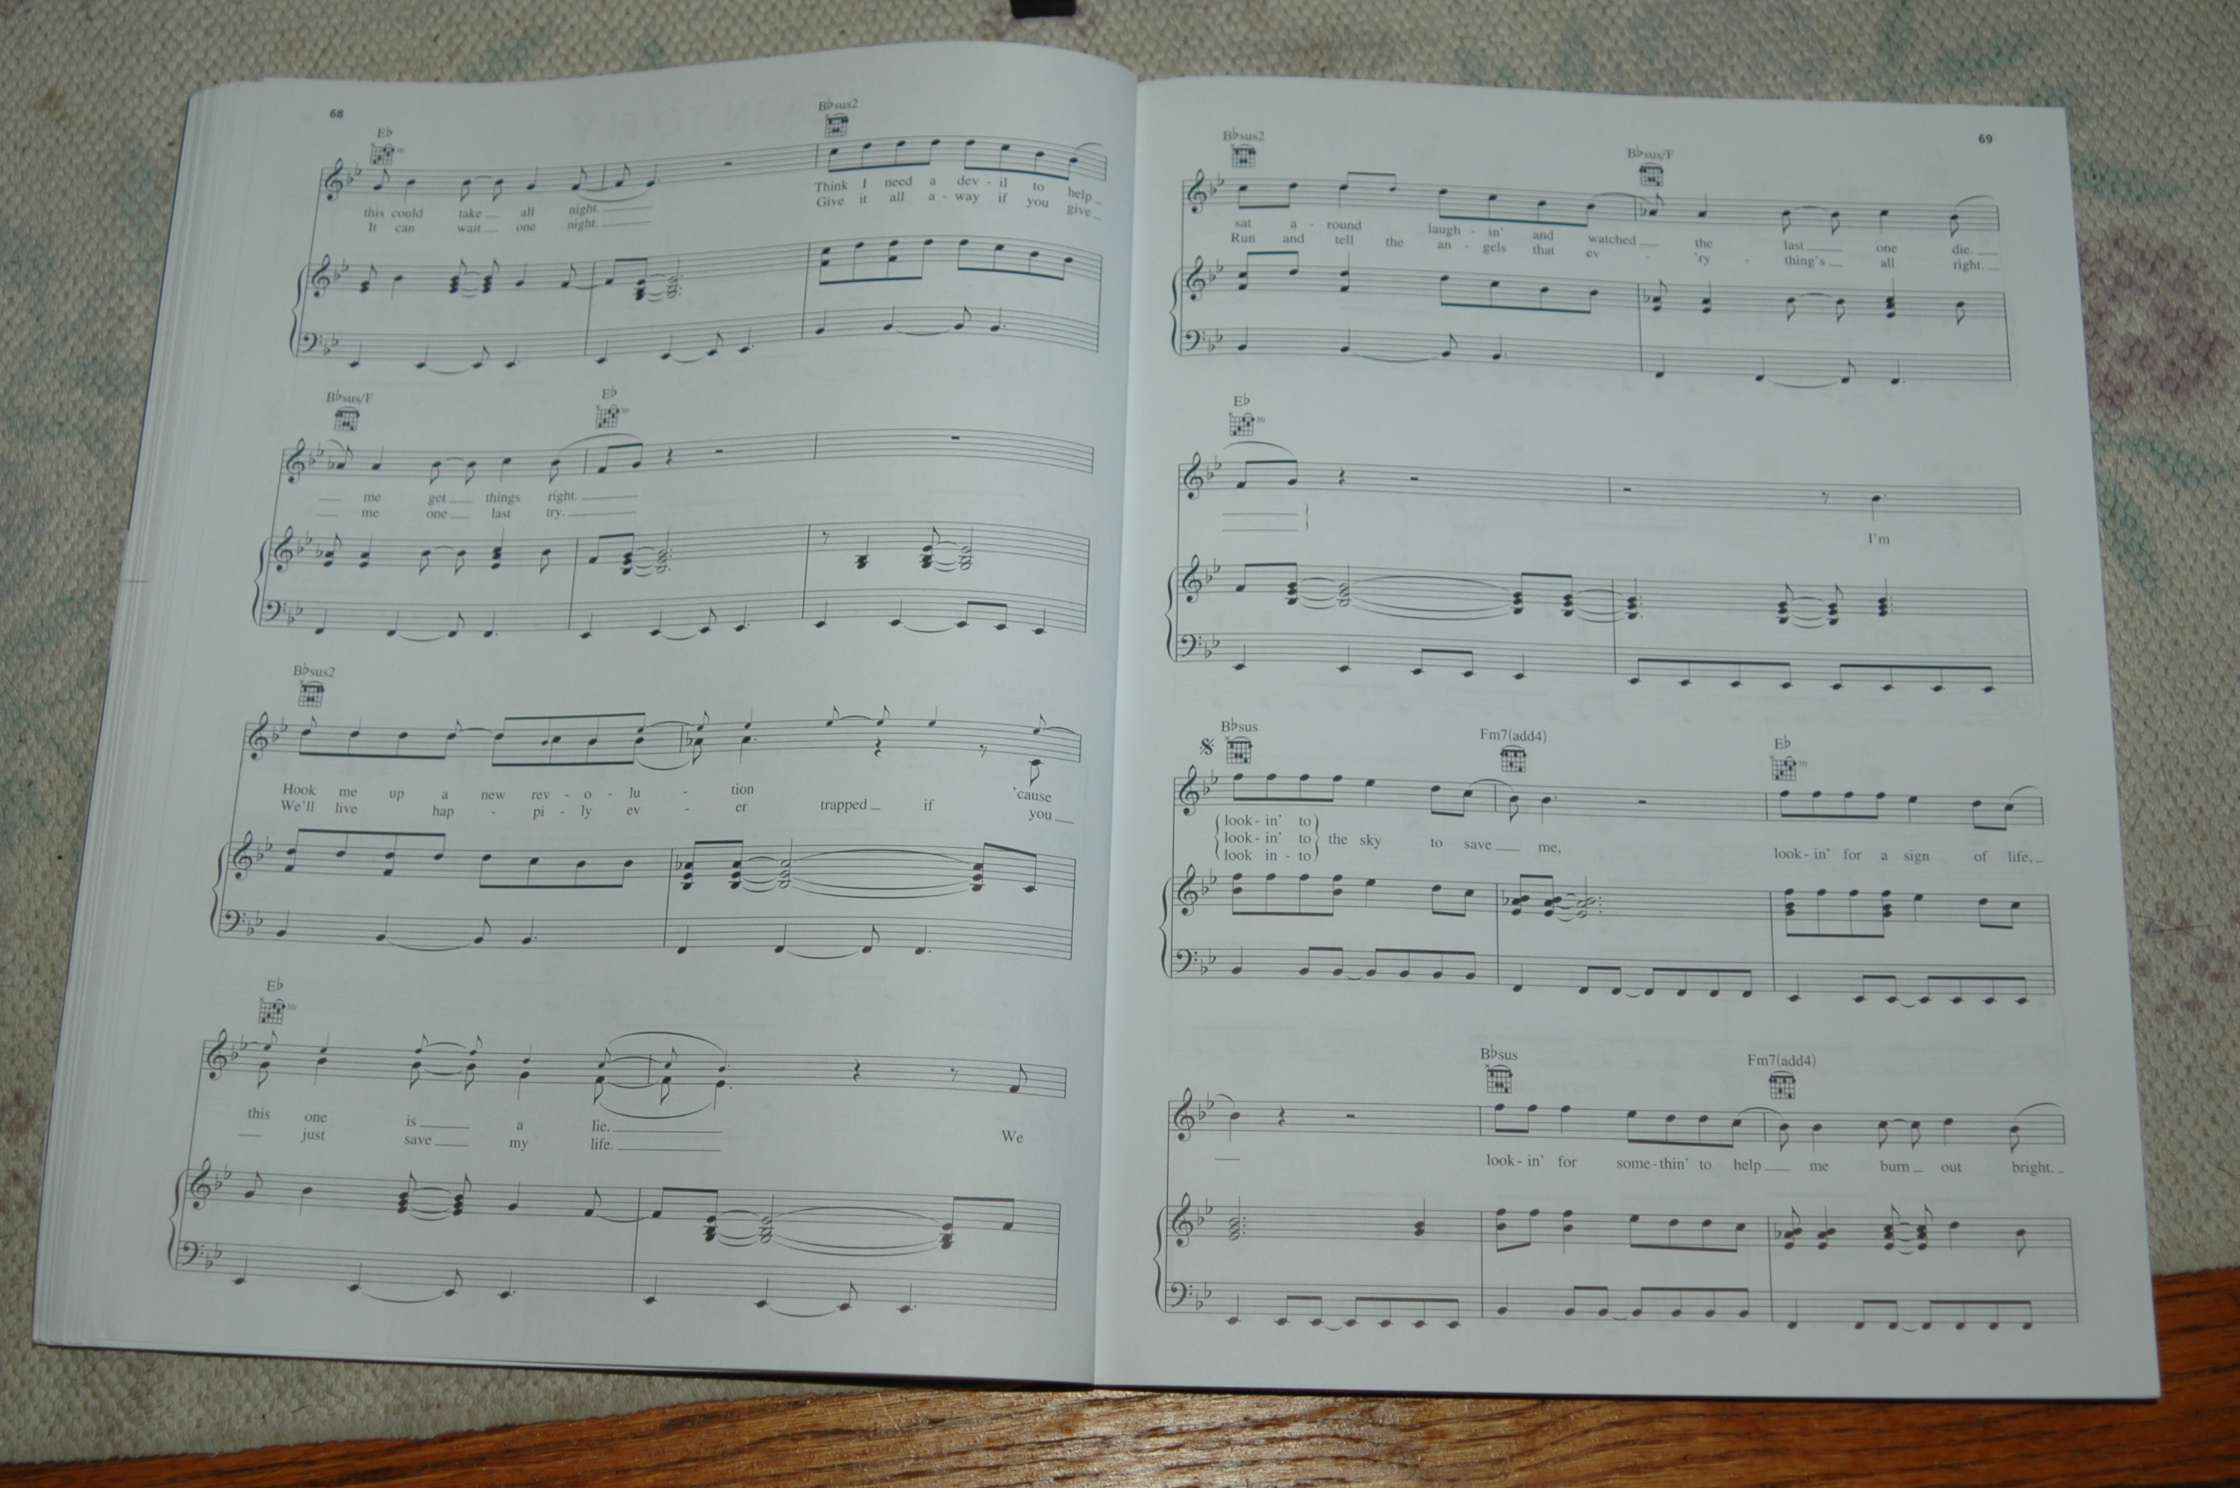 68
E♭ B♭sus2
this could take all night. Think I need a dev - il to help
It can wait one night. Give it all a - way if you give
B♭sus/F E♭
me get things right.
me one last try.
B♭sus2
Hook me up a new rev - o - lu - tion 'cause
We'll live hap - pi - ly ev - er trapped if you
E♭
this one is a lie. We
just save my life.
69
B♭sus2 B♭sus/F
sat a - round laugh - in' and watched the last one die.
Run and tell the an - gels that ev - 'ry - thing's all right.
E♭
I'm
B♭sus Fm7(add4) E♭
look - in' to
look - in' to the sky to save me, look - in' for a sign of life,
look in - to
B♭sus Fm7(add4)
look - in' for some - thin' to help me burn out bright.